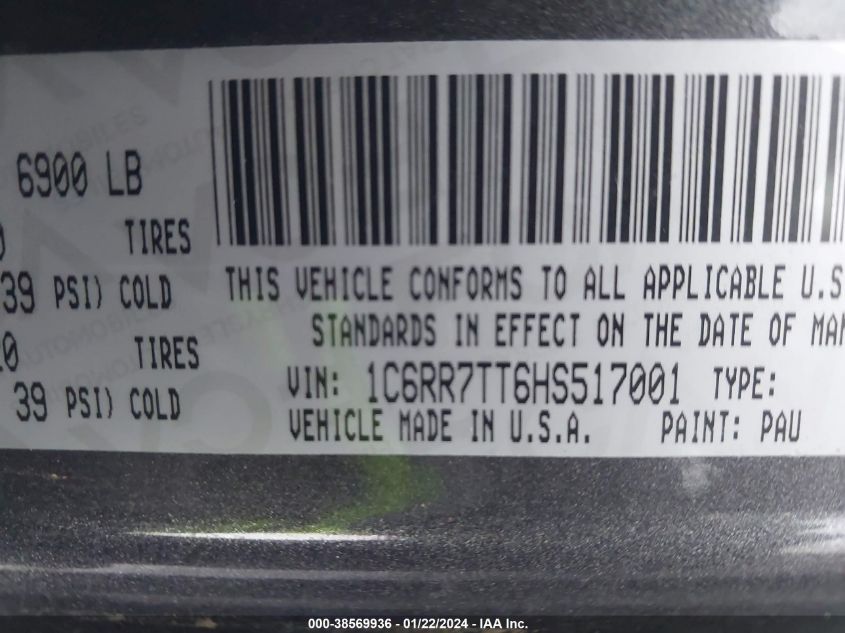 6900 LB
TIRES
39 PSI) COLD
TIRES
39 PSI) COLD
THIS VEHICLE CONFORMS TO ALL APPLICABLE U.S
STANDARDS IN EFFECT ON THE DATE OF MAN
VIN: 1C6RR7TT6HS517001 TYPE:
VEHICLE MADE IN U.S.A. PAINT: PAU
000-38569936 - 01/22/2024 - IAA Inc.